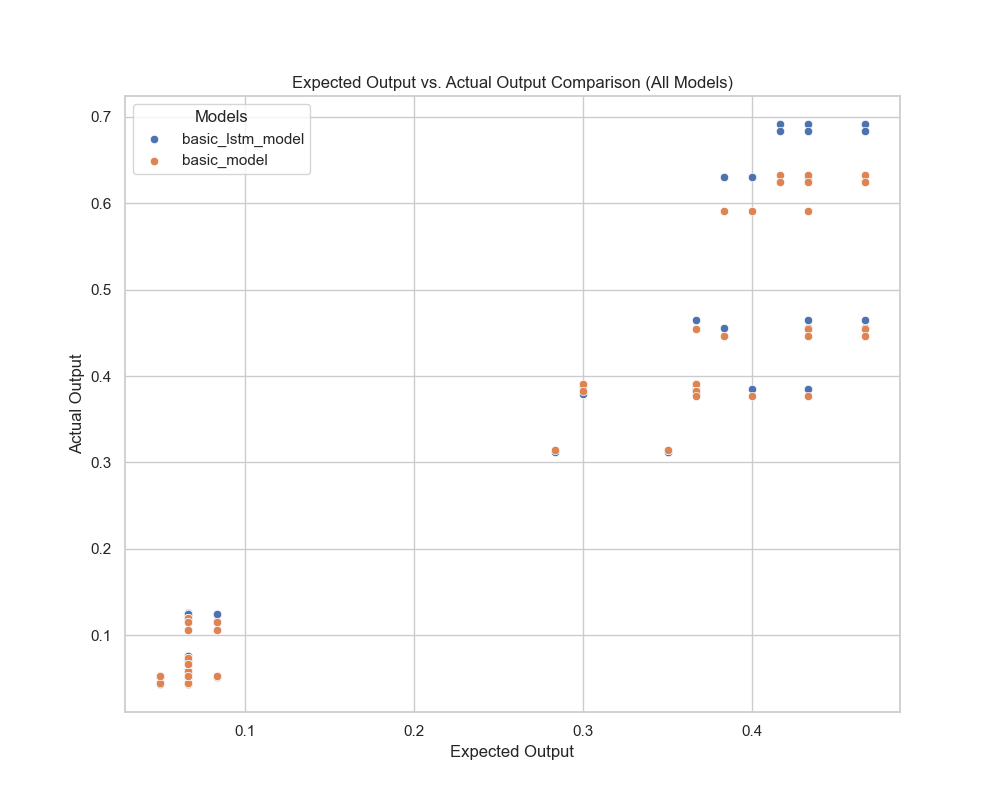 Expected Output vs. Actual Output Comparison (All Models)
Models
basic_lstm_model
basic_model
0.7
0.6
0.5
0.4
0.3
0.2
0.1
Actual Output
0.1 0.2 0.3 0.4
Expected Output